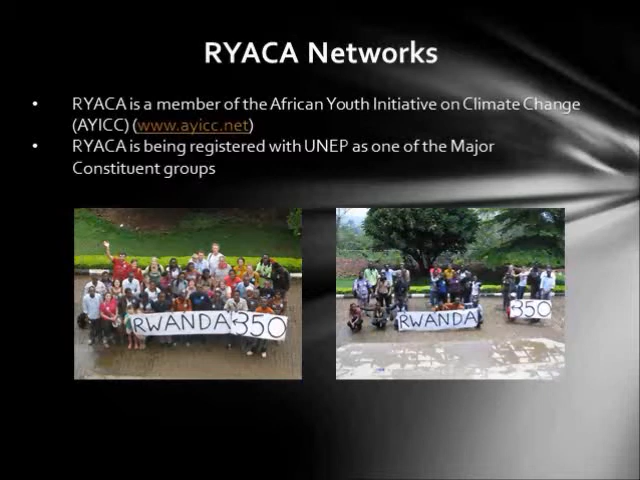 RYACA Networks
• RYACA is a member of the African Youth Initiative on Climate Change
(AYICC) (www.ayicc.net)
• RYACA is being registered with UNEP as one of the Major
Constituent groups
RWANDA 350
RWANDA 350